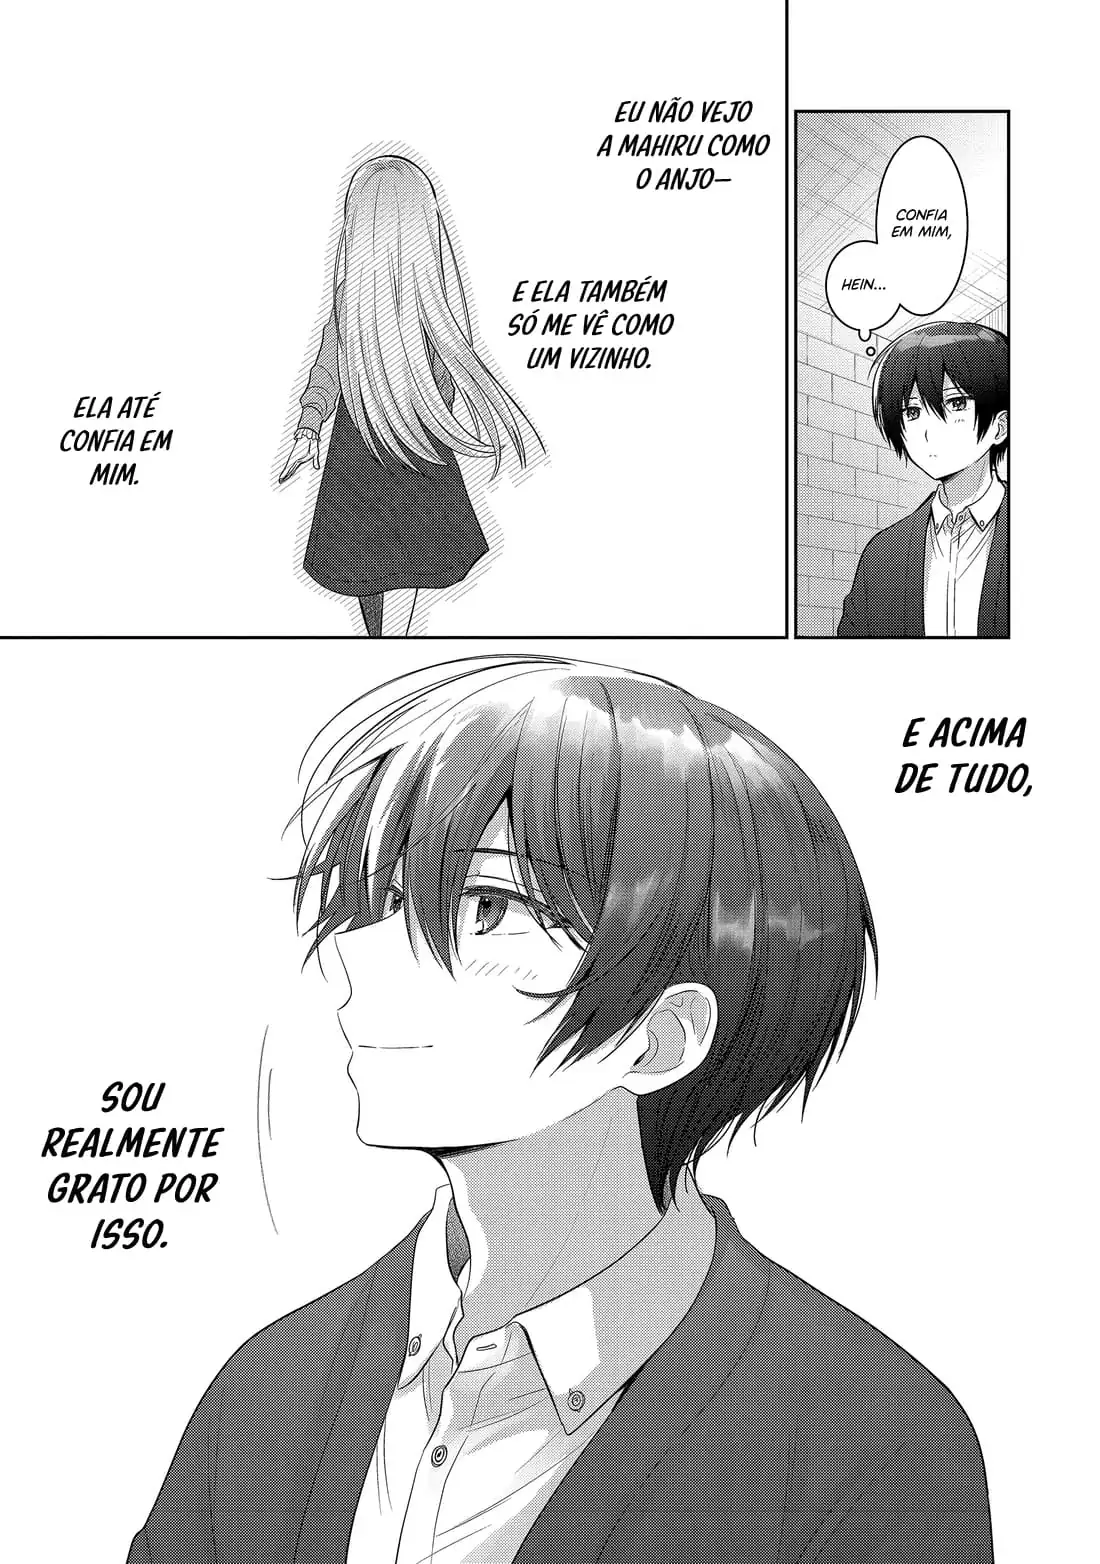 CONFIA
EM MIM,
HEIN...
EU NÃO VEJO
A MAHIRU COMO
O ANJO—
E ELA TAMBÉM
SÓ ME VÊ COMO
UM VIZINHO.
ELA ATÉ
CONFIA EM
MIM.
E ACIMA
DE TUDO,
SOU
REALMENTE
GRATO POR
ISSO.